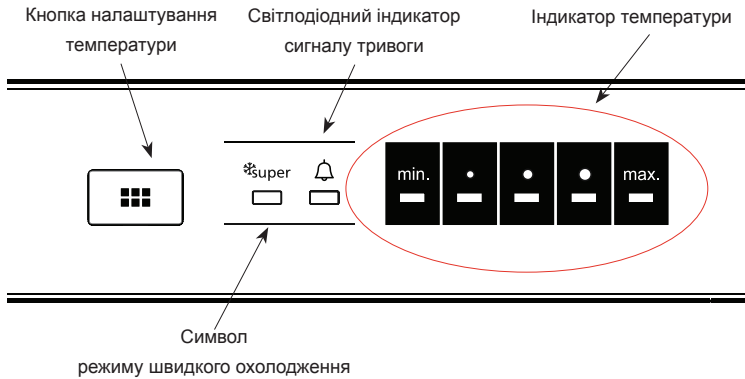 Кнопка налаштування
температури
Світлодіодний індикатор
сигналу тривоги
Індикатор температури
super
min.
max.
Символ
режиму швидкого охолодження